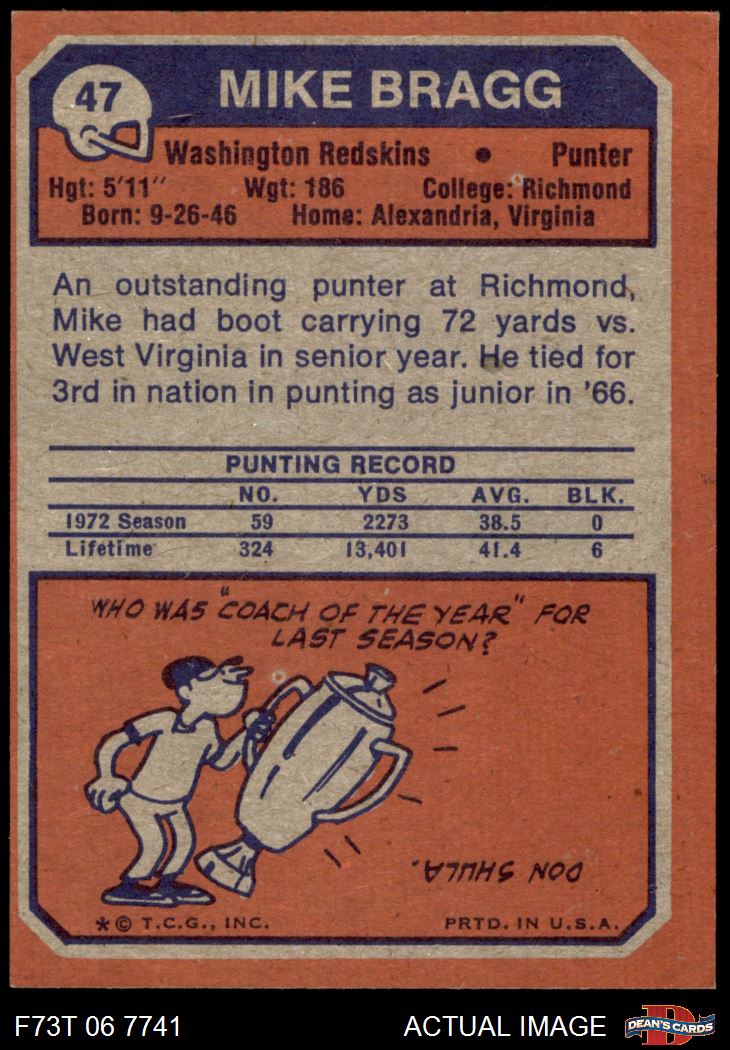 47
MIKE BRAGG
Washington Redskins • Punter
Hgt: 5'11" Wgt: 186 College: Richmond
Born: 9-26-46 Home: Alexandria, Virginia
An outstanding punter at Richmond,
Mike had boot carrying 72 yards vs.
West Virginia in senior year. He tied for
3rd in nation in punting as junior in '66.
PUNTING RECORD
NO. YDS AVG. BLK.
1972 Season 59 2273 38.5 0
Lifetime 324 13,401 41.4 6
WHO WAS "COACH OF THE YEAR" FOR
LAST SEASON?
DON SHULA.
*© T.C.G., INC. PRTD. IN U.S.A.
F73T 06 7741 ACTUAL IMAGE
D
DEAN'S CARDS